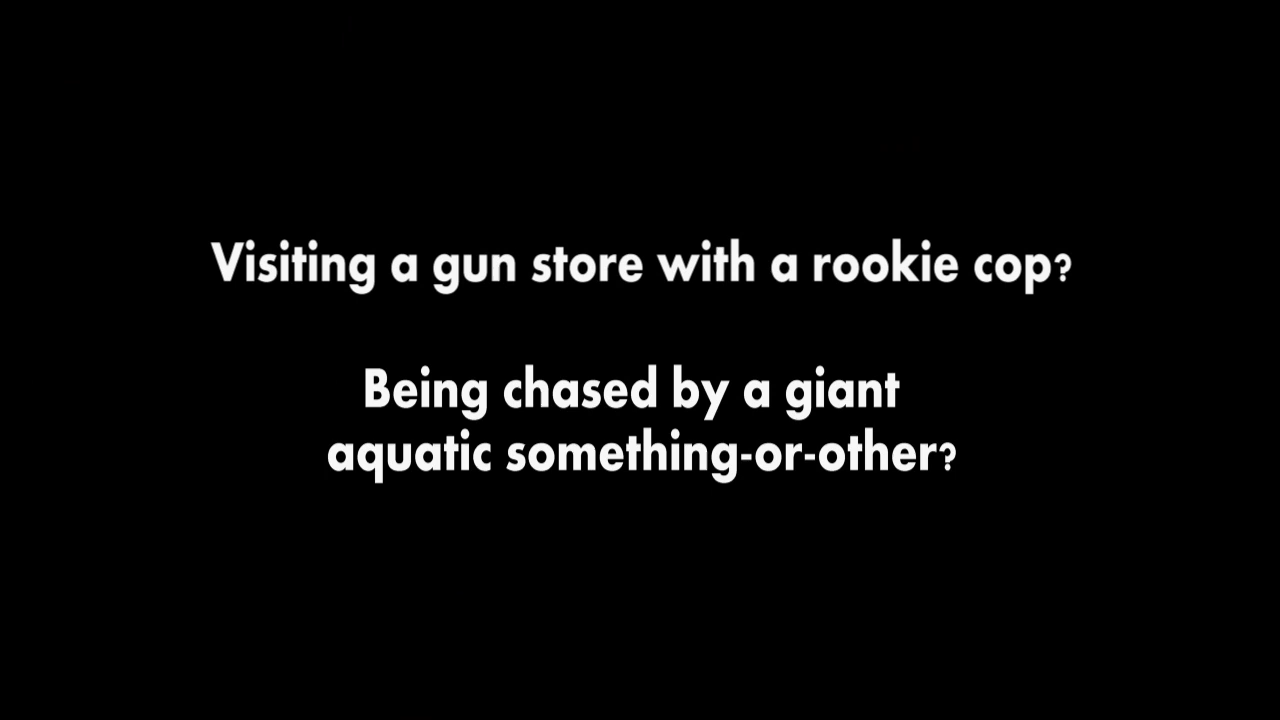 Visiting a gun store with a rookie cop?
Being chased by a giant
aquatic something-or-other?